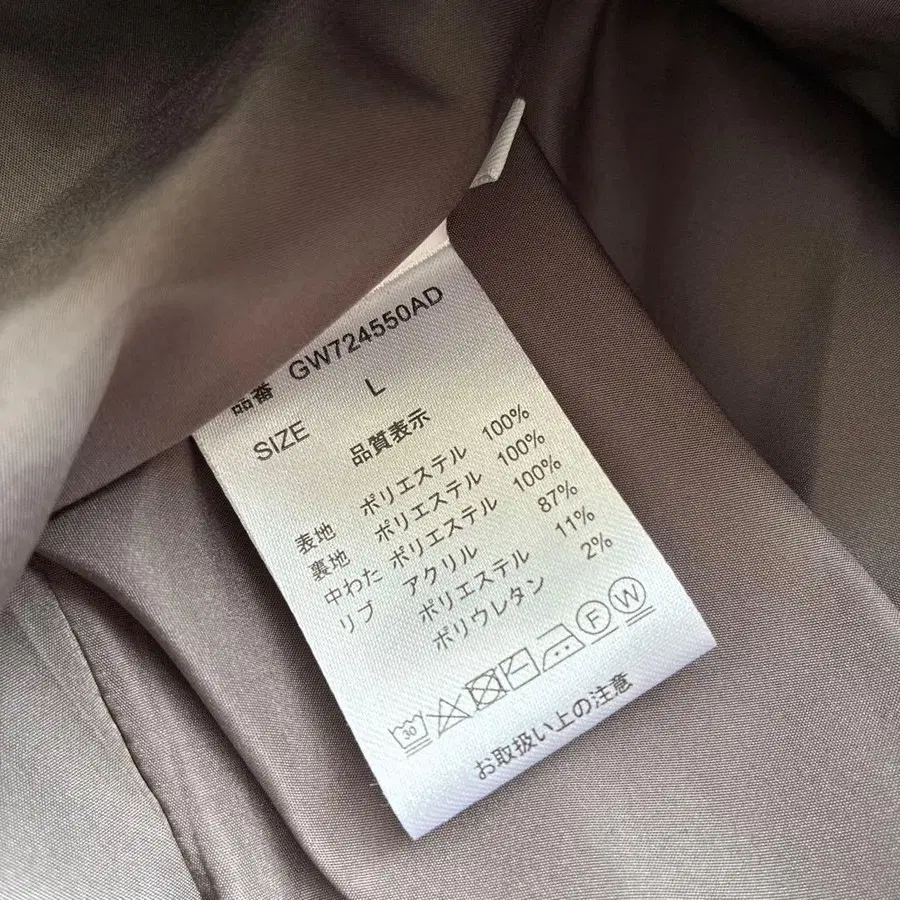 品番 GW724550AD
SIZE L
品質表示
表地 ポリエステル 100%
裏地 ポリエステル 100%
中わた ポリエステル 100%
リブ アクリル 87%
ポリエステル 11%
ポリウレタン 2%
30 F W
お取扱い上の注意